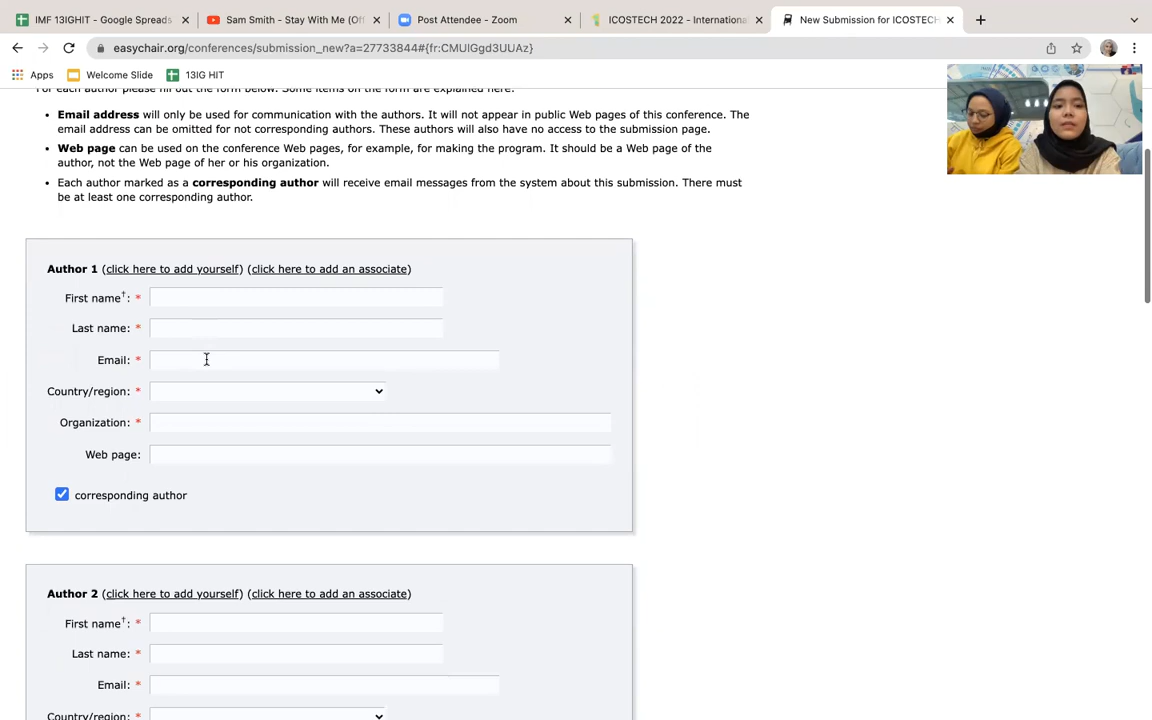 IMF 13IGHIT - Google Spreads
Sam Smith - Stay With Me (Of
Post Attendee - Zoom
ICOSTECH 2022 - Internationa
New Submission for ICOSTECH
easychair.org/conferences/submission_new?a=27733844#{fr:CMUlGgd3UUAz}
Apps
Welcome Slide
13IG HIT
For each author please fill out the form below. Some items on the form are explained here:
• Email address will only be used for communication with the authors. It will not appear in public Web pages of this conference. The
email address can be omitted for not corresponding authors. These authors will also have no access to the submission page.
• Web page can be used on the conference Web pages, for example, for making the program. It should be a Web page of the
author, not the Web page of her or his organization.
• Each author marked as a corresponding author will receive email messages from the system about this submission. There must
be at least one corresponding author.
Author 1 (click here to add yourself) (click here to add an associate)
First name†: *
Last name: *
Email: *
Country/region: *
Organization: *
Web page:
corresponding author
Author 2 (click here to add yourself) (click here to add an associate)
First name†: *
Last name: *
Email: *
Country/region: *